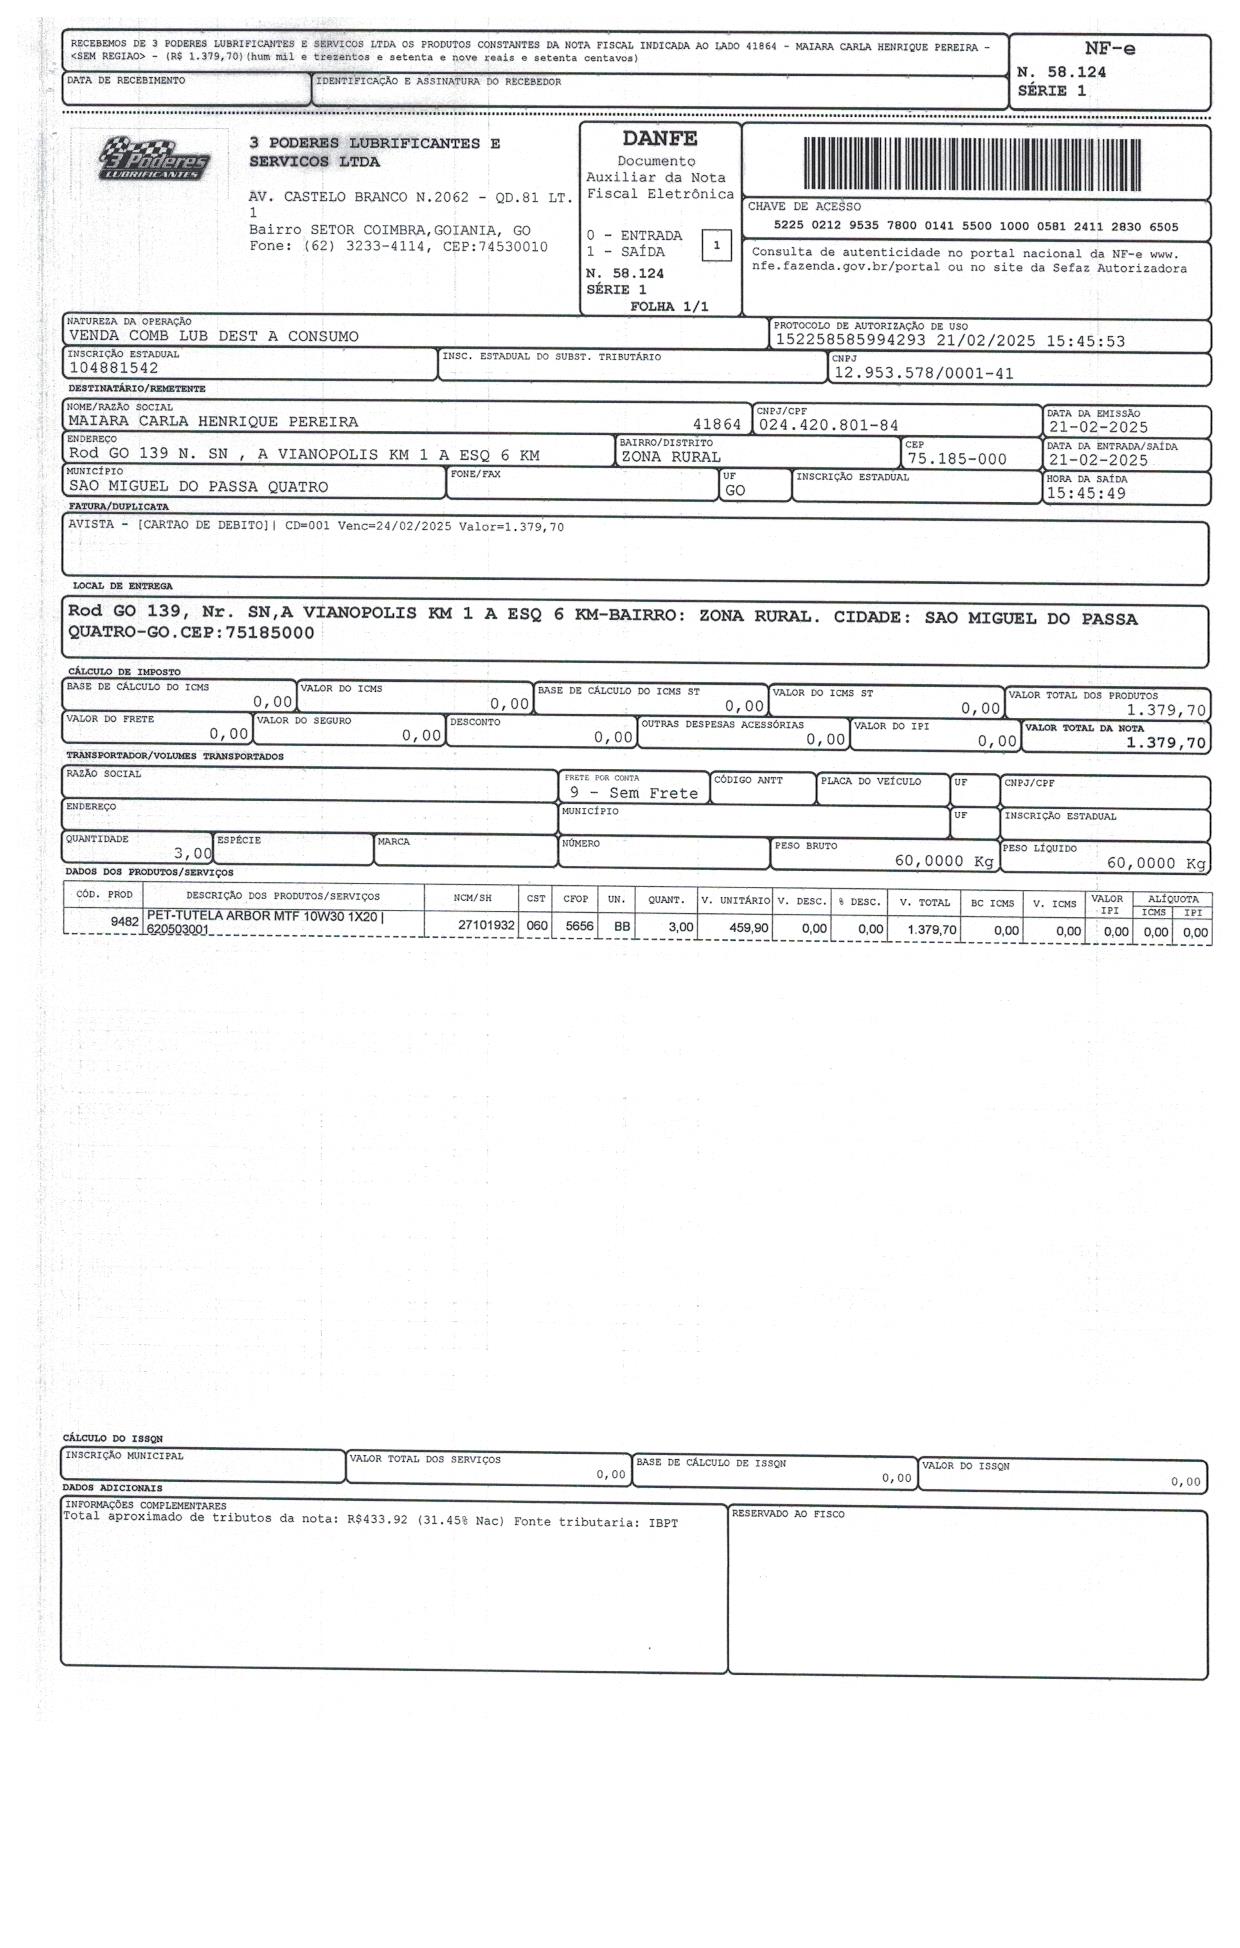 RECEBEMOS DE 3 PODERES LUBRIFICANTES E SERVICOS LTDA OS PRODUTOS CONSTANTES DA NOTA FISCAL INDICADA AO LADO 41864 - MAIARA CARLA HENRIQUE PEREIRA -
<SEM REGIAO> - (R$ 1.379,70)(hum mil e trezentos e setenta e nove reais e setenta centavos)
DATA DE RECEBIMENTO
IDENTIFICAÇÃO E ASSINATURA DO RECEBEDOR
NF-e
N. 58.124
SÉRIE 1
3 Poderes
LUBRIFICANTES
3 PODERES LUBRIFICANTES E
SERVICOS LTDA
AV. CASTELO BRANCO N.2062 - QD.81 LT.
1
Bairro SETOR COIMBRA,GOIANIA, GO
Fone: (62) 3233-4114, CEP:74530010
DANFE
Documento
Auxiliar da Nota
Fiscal Eletrônica
0 - ENTRADA
1 - SAÍDA
1
N. 58.124
SÉRIE 1
FOLHA 1/1
CHAVE DE ACESSO
5225 0212 9535 7800 0141 5500 1000 0581 2411 2830 6505
Consulta de autenticidade no portal nacional da NF-e www.
nfe.fazenda.gov.br/portal ou no site da Sefaz Autorizadora
NATUREZA DA OPERAÇÃO
VENDA COMB LUB DEST A CONSUMO
PROTOCOLO DE AUTORIZAÇÃO DE USO
152258585994293 21/02/2025 15:45:53
INSCRIÇÃO ESTADUAL
104881542
INSC. ESTADUAL DO SUBST. TRIBUTÁRIO
CNPJ
12.953.578/0001-41
DESTINATÁRIO/REMETENTE
NOME/RAZÃO SOCIAL
MAIARA CARLA HENRIQUE PEREIRA 41864
CNPJ/CPF
024.420.801-84
DATA DA EMISSÃO
21-02-2025
ENDEREÇO
Rod GO 139 N. SN , A VIANOPOLIS KM 1 A ESQ 6 KM
BAIRRO/DISTRITO
ZONA RURAL
CEP
75.185-000
DATA DA ENTRADA/SAÍDA
21-02-2025
MUNICÍPIO
SAO MIGUEL DO PASSA QUATRO
FONE/FAX
UF
GO
INSCRIÇÃO ESTADUAL
HORA DA SAÍDA
15:45:49
FATURA/DUPLICATA
AVISTA - [CARTAO DE DEBITO]| CD=001 Venc=24/02/2025 Valor=1.379,70
LOCAL DE ENTREGA
Rod GO 139, Nr. SN,A VIANOPOLIS KM 1 A ESQ 6 KM-BAIRRO: ZONA RURAL. CIDADE: SAO MIGUEL DO PASSA
QUATRO-GO.CEP:75185000
CÁLCULO DE IMPOSTO
BASE DE CÁLCULO DO ICMS
0,00
VALOR DO ICMS
0,00
BASE DE CÁLCULO DO ICMS ST
0,00
VALOR DO ICMS ST
0,00
VALOR TOTAL DOS PRODUTOS
1.379,70
VALOR DO FRETE
0,00
VALOR DO SEGURO
0,00
DESCONTO
0,00
OUTRAS DESPESAS ACESSÓRIAS
0,00
VALOR DO IPI
0,00
VALOR TOTAL DA NOTA
1.379,70
TRANSPORTADOR/VOLUMES TRANSPORTADOS
RAZÃO SOCIAL
FRETE POR CONTA
9 - Sem Frete
CÓDIGO ANTT
PLACA DO VEÍCULO
UF
CNPJ/CPF
ENDEREÇO
MUNICÍPIO
UF
INSCRIÇÃO ESTADUAL
QUANTIDADE
3,00
ESPÉCIE
MARCA
NÚMERO
PESO BRUTO
60,0000 Kg
PESO LÍQUIDO
60,0000 Kg
DADOS DOS PRODUTOS/SERVIÇOS
CÓD. PROD DESCRIÇÃO DOS PRODUTOS/SERVIÇOS NCM/SH CST CFOP UN. QUANT. V. UNITÁRIO V. DESC. % DESC. V. TOTAL BC ICMS V. ICMS VALOR IPI ALÍQUOTA ICMS IPI
9482 PET-TUTELA ARBOR MTF 10W30 1X20 | 27101932 060 5656 BB 3,00 459,90 0,00 0,00 1.379,70 0,00 0,00 0,00 0,00 0,00
620503001
CÁLCULO DO ISSQN
INSCRIÇÃO MUNICIPAL
VALOR TOTAL DOS SERVIÇOS
0,00
BASE DE CÁLCULO DE ISSQN
0,00
VALOR DO ISSQN
0,00
DADOS ADICIONAIS
INFORMAÇÕES COMPLEMENTARES
Total aproximado de tributos da nota: R$433.92 (31.45% Nac) Fonte tributaria: IBPT
RESERVADO AO FISCO